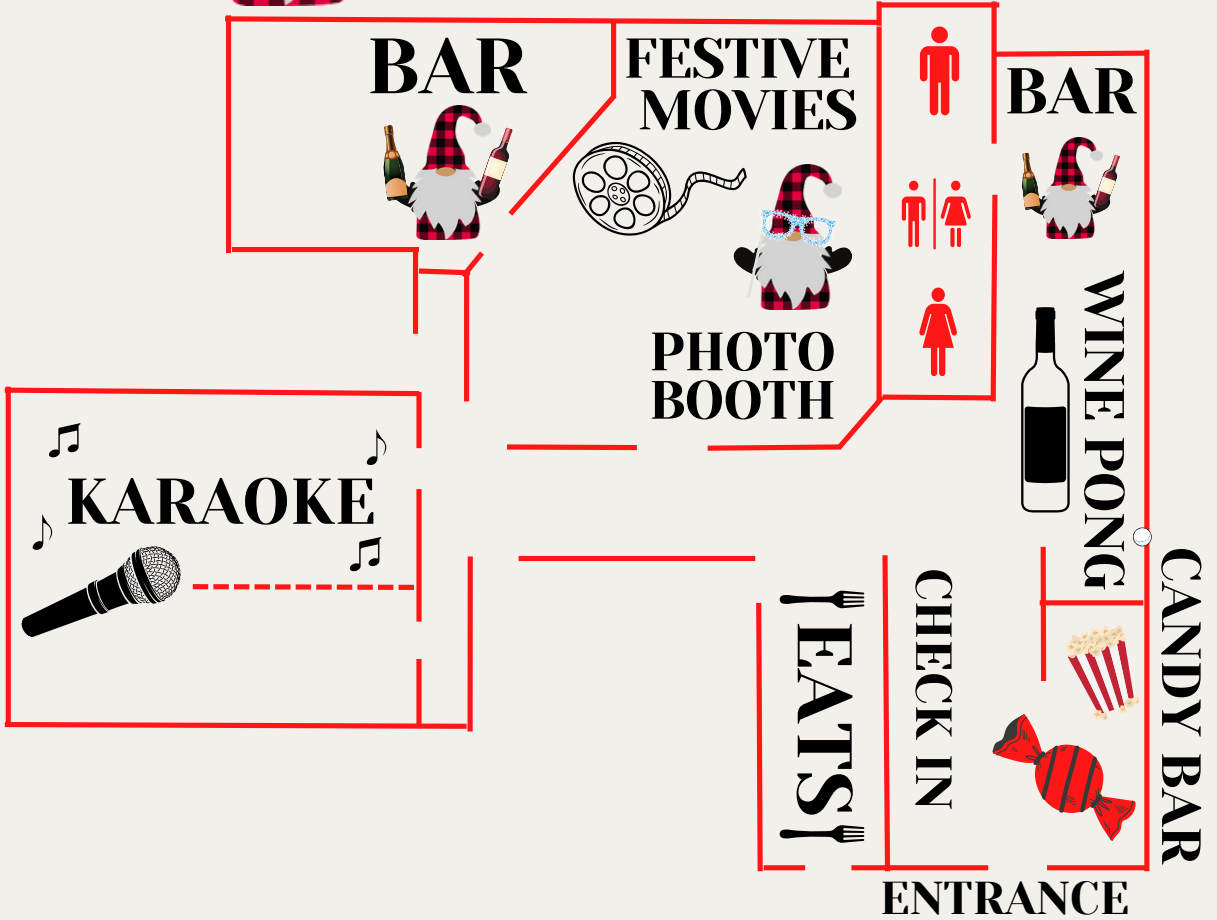 BAR
FESTIVE
MOVIES
BAR
PHOTO
BOOTH
WINE PONG
KARAOKE
EATS
CHECK IN
CANDY BAR
ENTRANCE